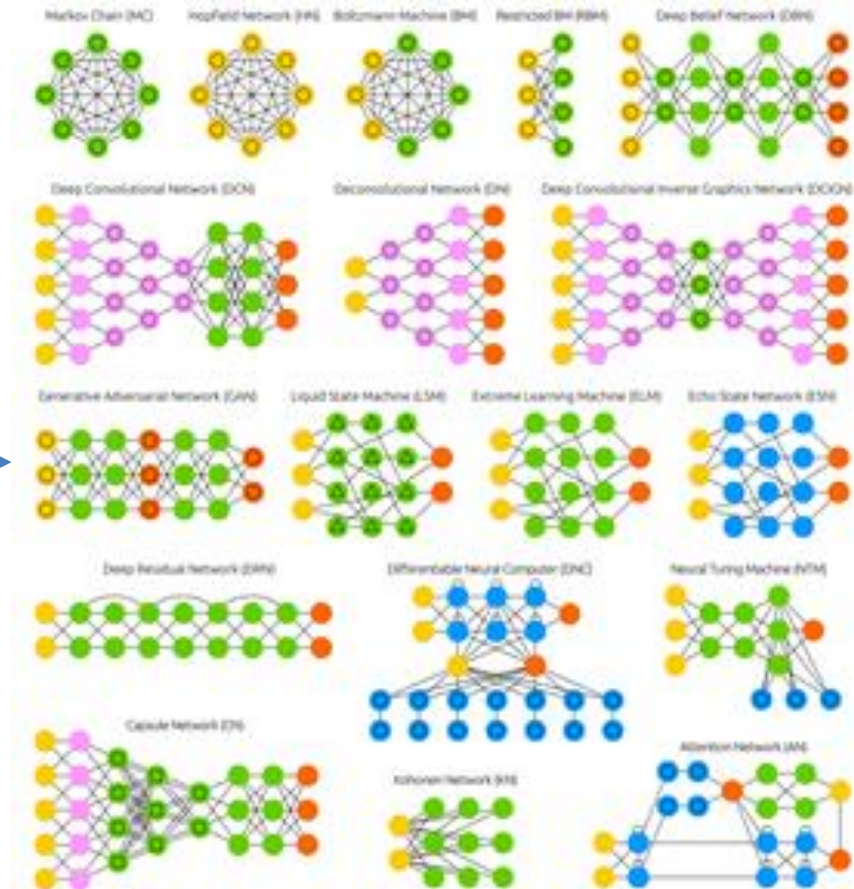 Markov Chain (MC)
Hopfield Network (HN)
Boltzmann Machine (BM)
Restricted BM (RBM)
Deep Belief Network (DBN)
Deep Convolutional Network (DCN)
Deconvolutional Network (DN)
Deep Convolutional Inverse Graphics Network (DCIGN)
Generative Adversarial Network (GAN)
Liquid State Machine (LSM)
Extreme Learning Machine (ELM)
Echo State Network (ESN)
Deep Residual Network (DRN)
Differentiable Neural Computer (DNC)
Neural Turing Machine (NTM)
Capsule Network (CN)
Kohonen Network (KN)
Attention Network (AN)